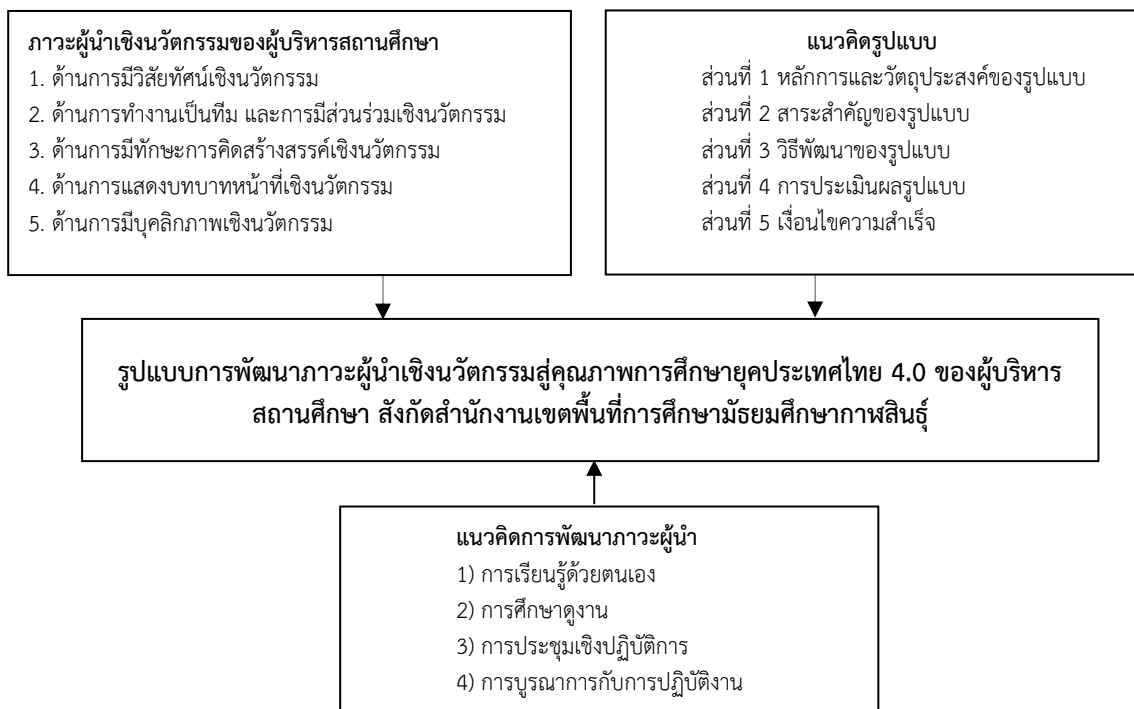 ภาวะผู้นำเชิงนวัตกรรมของผู้บริหารสถานศึกษา
1. ด้านการมีวิสัยทัศน์เชิงนวัตกรรม
2. ด้านการทำงานเป็นทีม และการมีส่วนร่วมเชิงนวัตกรรม
3. ด้านการมีทักษะการคิดสร้างสรรค์เชิงนวัตกรรม
4. ด้านการแสดงบทบาทหน้าที่เชิงนวัตกรรม
5. ด้านการมีบุคลิกภาพเชิงนวัตกรรม
แนวคิดรูปแบบ
ส่วนที่ 1 หลักการและวัตถุประสงค์ของรูปแบบ
ส่วนที่ 2 สาระสำคัญของรูปแบบ
ส่วนที่ 3 วิธีพัฒนาของรูปแบบ
ส่วนที่ 4 การประเมินผลรูปแบบ
ส่วนที่ 5 เงื่อนไขความสำเร็จ
รูปแบบการพัฒนาภาวะผู้นำเชิงนวัตกรรมสู่คุณภาพการศึกษายุคประเทศไทย 4.0 ของผู้บริหาร
สถานศึกษา สังกัดสำนักงานเขตพื้นที่การศึกษามัธยมศึกษากาฬสินธุ์
แนวคิดการพัฒนาภาวะผู้นำ
1) การเรียนรู้ด้วยตนเอง
2) การศึกษาดูงาน
3) การประชุมเชิงปฏิบัติการ
4) การบูรณาการกับการปฏิบัติงาน